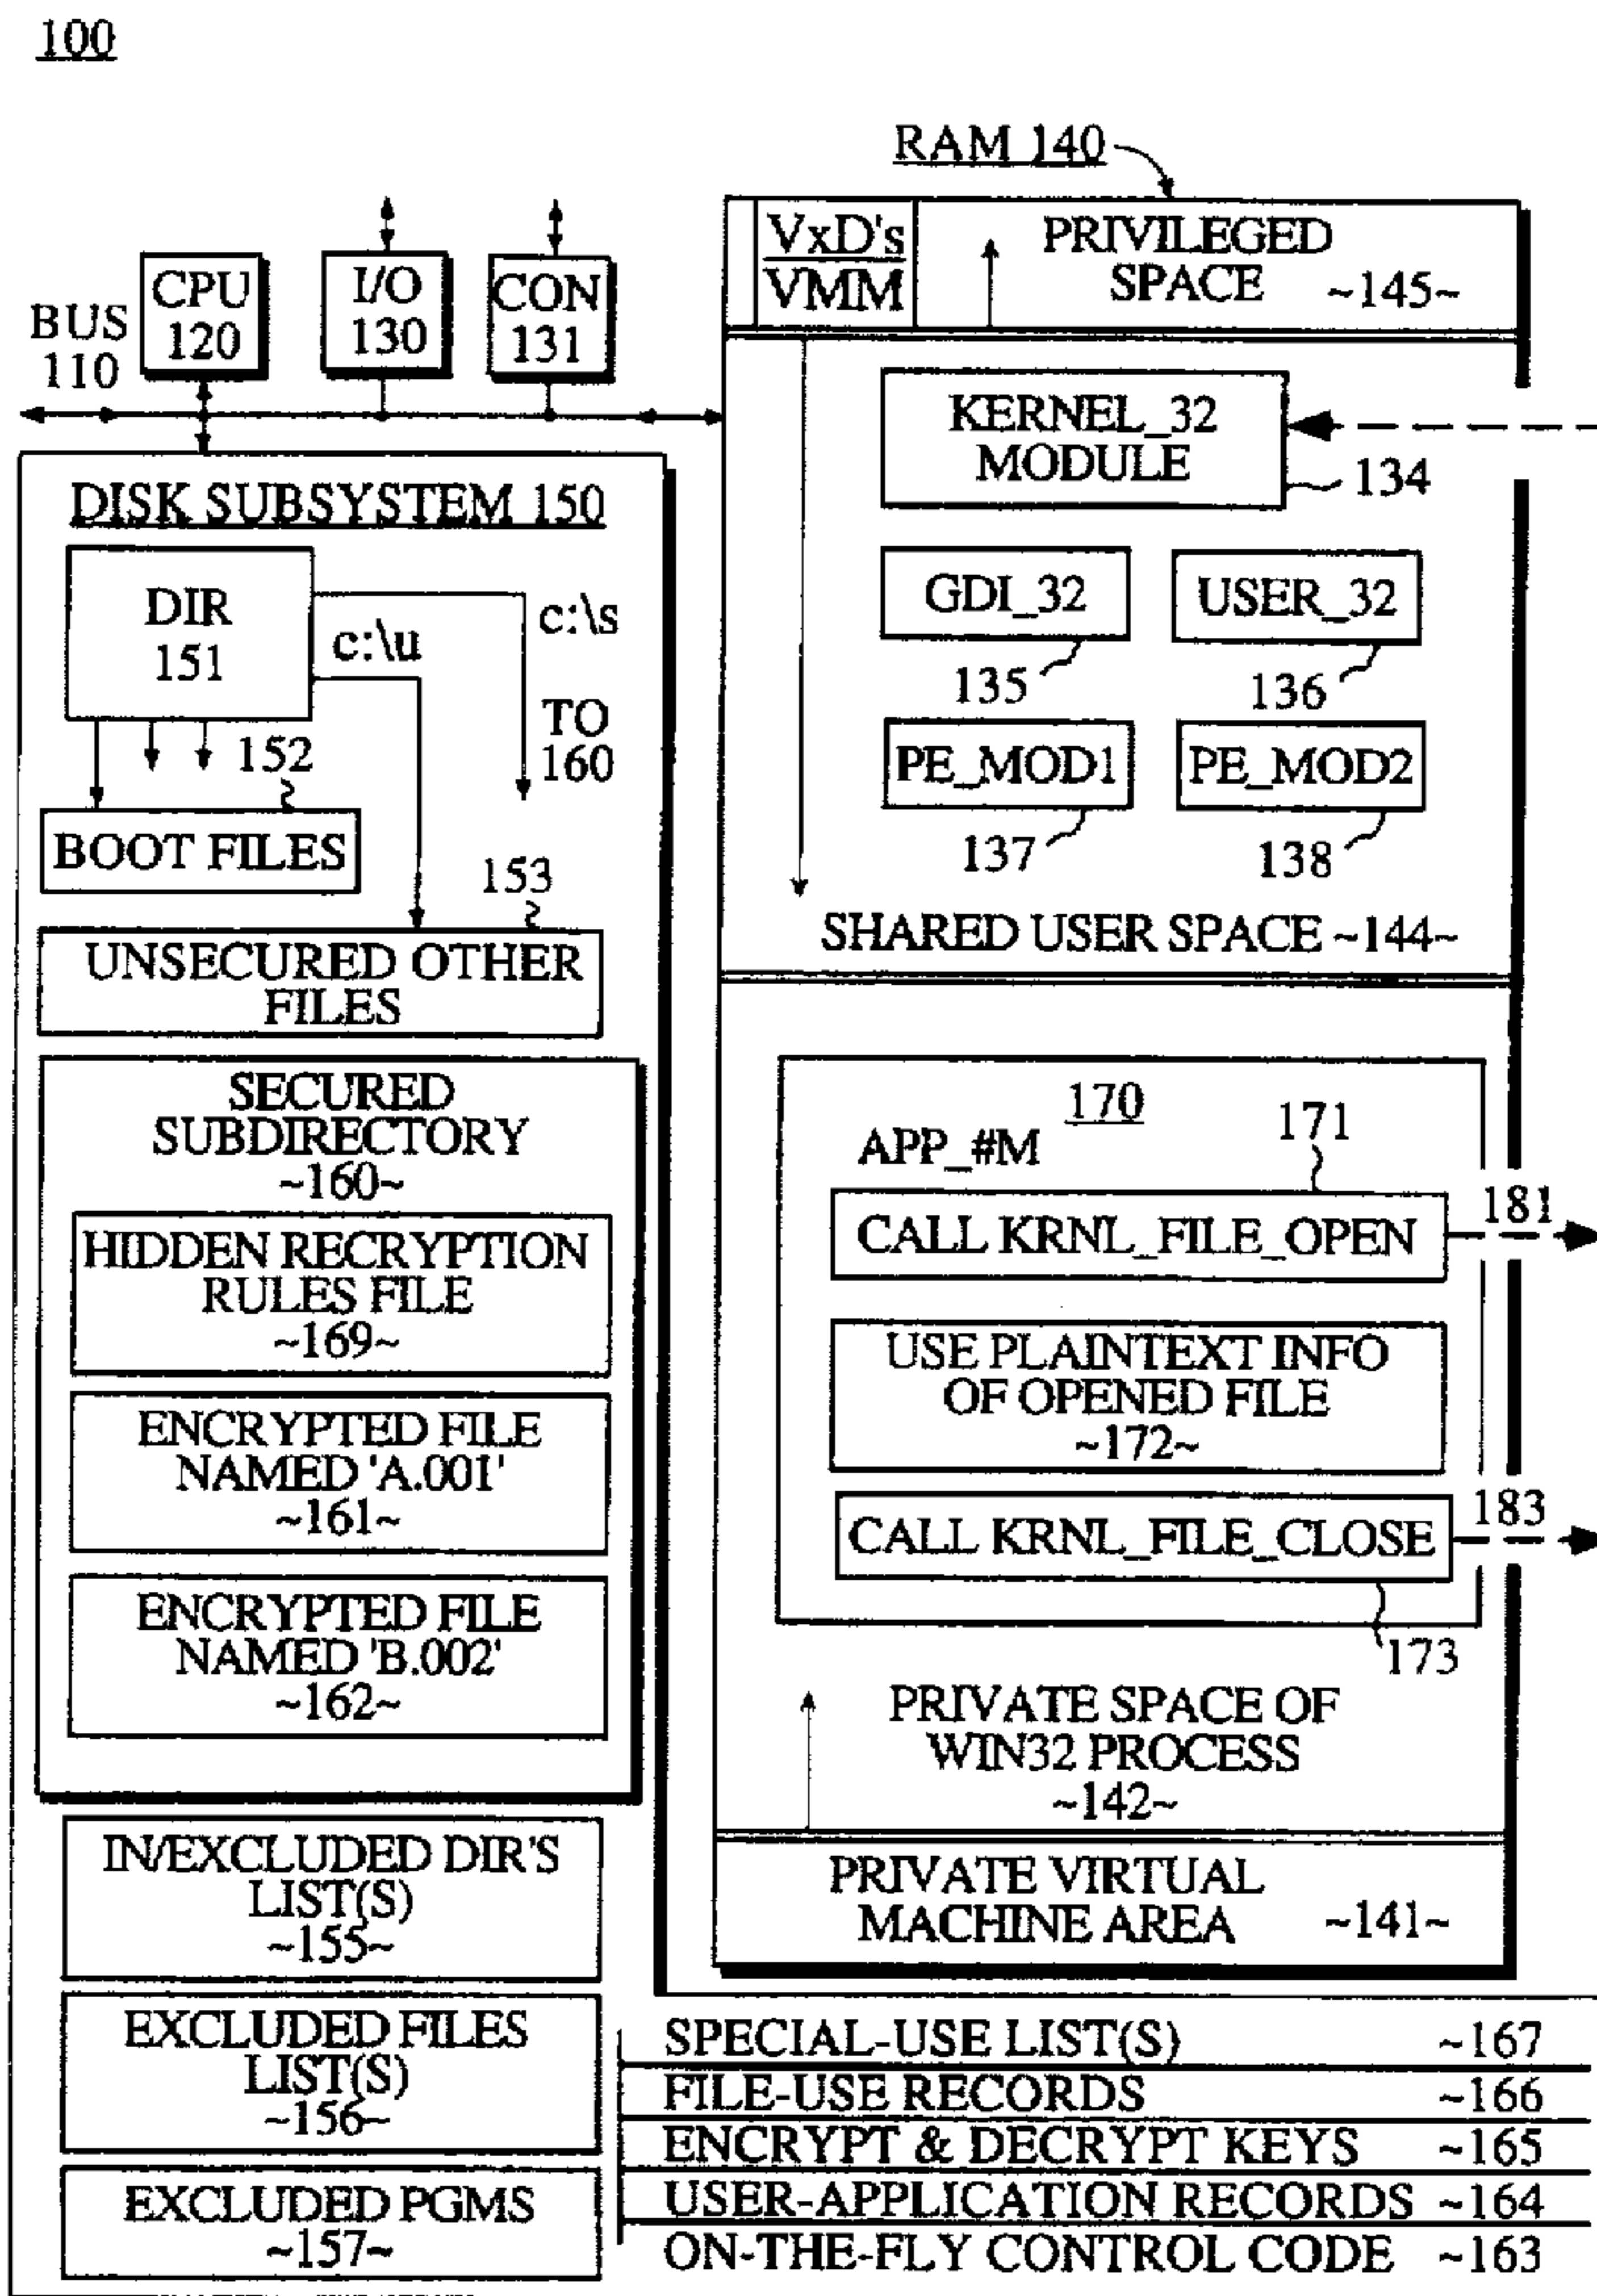 100
RAM 140
VxD's
VMM
PRIVILEGED
SPACE ~145~
BUS
110
CPU
120
I/O
130
CON
131
KERNEL_32
MODULE
134
GDI_32
135
USER_32
136
PE_MOD1
137
PE_MOD2
138
SHARED USER SPACE ~144~
DISK SUBSYSTEM 150
DIR
151
c:\u
c:\s
TO
160
152
BOOT FILES
153
UNSECURED OTHER
FILES
SECURED
SUBDIRECTORY
~160~
HIDDEN RECRYPTION
RULES FILE
~169~
ENCRYPTED FILE
NAMED 'A.001'
~161~
ENCRYPTED FILE
NAMED 'B.002'
~162~
IN/EXCLUDED DIR'S
LIST(S)
~155~
EXCLUDED FILES
LIST(S)
~156~
EXCLUDED PGMS
~157~
170
APP_#M
171
CALL KRNL_FILE_OPEN
181
USE PLAINTEXT INFO
OF OPENED FILE
~172~
CALL KRNL_FILE_CLOSE
183
173
PRIVATE SPACE OF
WIN32 PROCESS
~142~
PRIVATE VIRTUAL
MACHINE AREA ~141~
SPECIAL-USE LIST(S) ~167
FILE-USE RECORDS ~166
ENCRYPT & DECRYPT KEYS ~165
USER-APPLICATION RECORDS ~164
ON-THE-FLY CONTROL CODE ~163